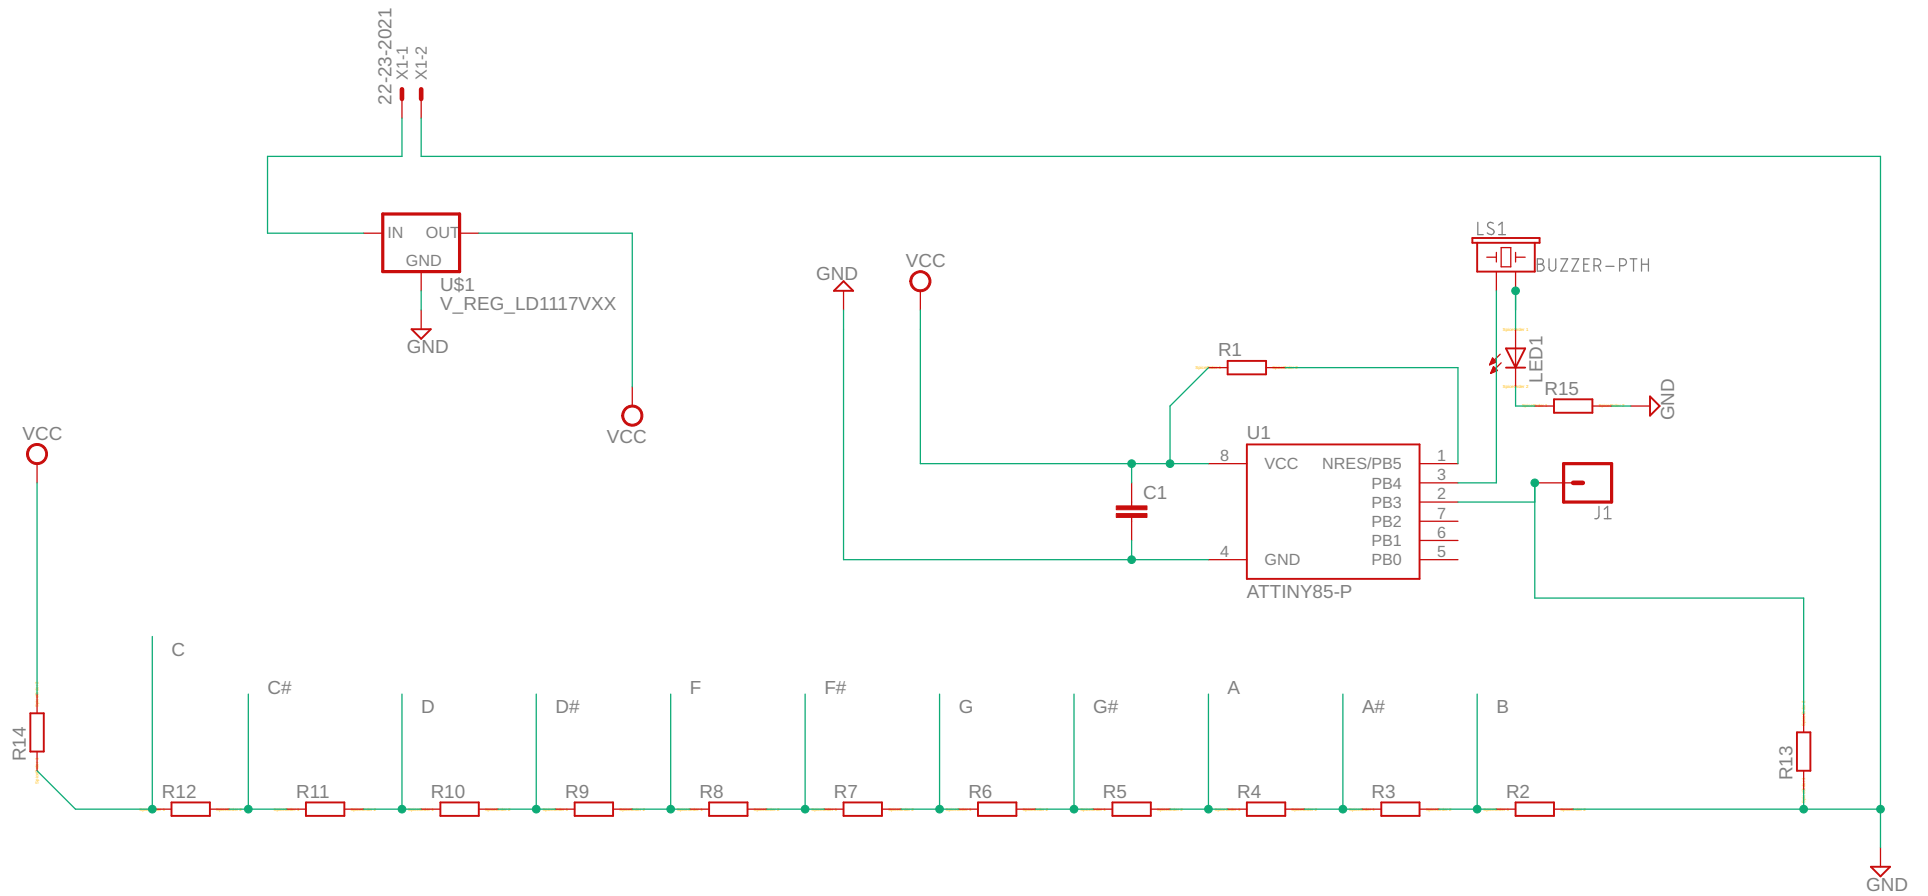 22-23-2021
X1-1
X1-2
IN OUT
GND
U$1
V_REG_LD1117VXX
GND
VCC
VCC
GND
VCC
LS1
BUZZER-PTH
R1
LED1
R15
GND
U1
8 VCC NRES/PB5 1
PB4 3
PB3 2
PB2 7
PB1 6
4 GND PB0 5
ATTINY85-P
C1
J1
C
C#
D
D#
F
F#
G
G#
A
A#
B
R14
R12
R11
R10
R9
R8
R7
R6
R5
R4
R3
R2
R13
GND